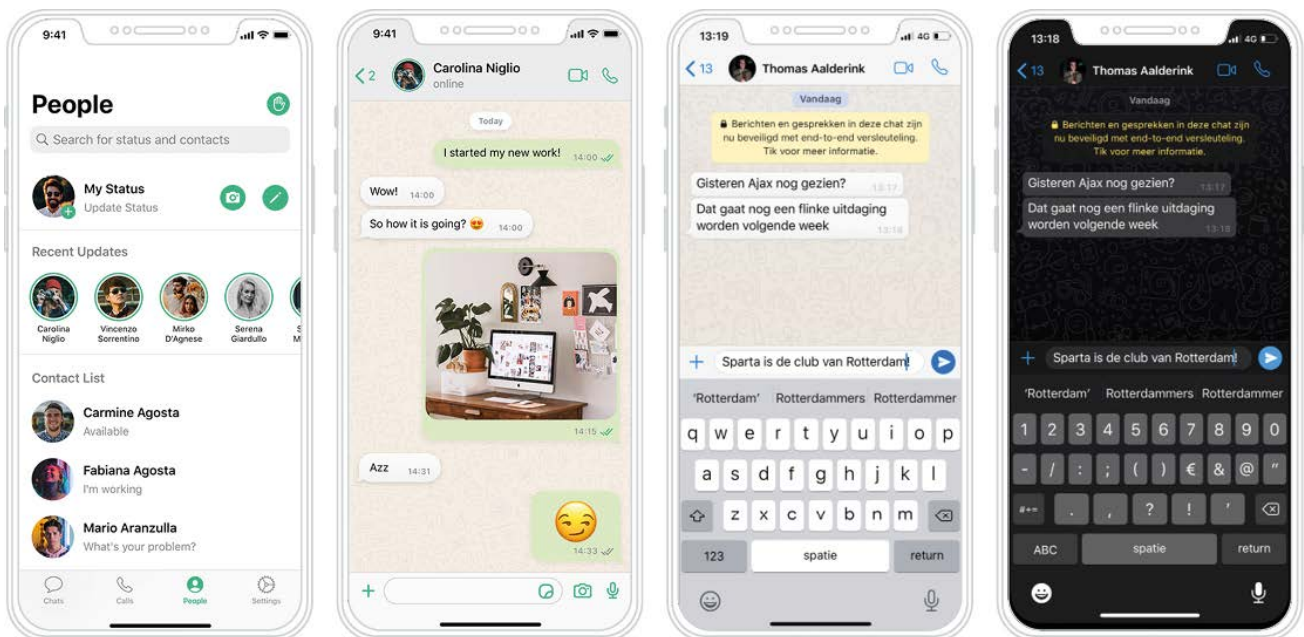 9:41
People
Search for status and contacts
My Status
Update Status
Recent Updates
Carolina
Niglio
Vincenzo
Sorrentino
Mirko
D'Agnese
Serena
Giardullo
S
M
Contact List
Carmine Agosta
Available
Fabiana Agosta
I'm working
Mario Aranzulla
What's your problem?
Chats
Calls
People
Settings
9:41
2
Carolina Niglio
online
Today
I started my new work! 14:00
Wow! 14:00
So how it is going? 😍 14:00
14:15
Azz 14:31
14:33
13:19
4G
13
Thomas Aalderink
Vandaag
Berichten en gesprekken in deze chat zijn
nu beveiligd met end-to-end versleuteling.
Tik voor meer informatie.
Gisteren Ajax nog gezien? 13:17
Dat gaat nog een flinke uitdaging
worden volgende week 13:18
Sparta is de club van Rotterdam!
'Rotterdam' Rotterdammers Rotterdammer
q w e r t y u i o p
a s d f g h j k l
z x c v b n m
123 spatie return
13:18
4G
13
Thomas Aalderink
Vandaag
Berichten en gesprekken in deze chat zijn
nu beveiligd met end-to-end versleuteling.
Tik voor meer informatie.
Gisteren Ajax nog gezien? 13:17
Dat gaat nog een flinke uitdaging
worden volgende week 13:18
Sparta is de club van Rotterdam!
'Rotterdam' Rotterdammers Rotterdammer
1 2 3 4 5 6 7 8 9 0
- / : ; ( ) € & @ "
#+= . , ? ! '
ABC spatie return